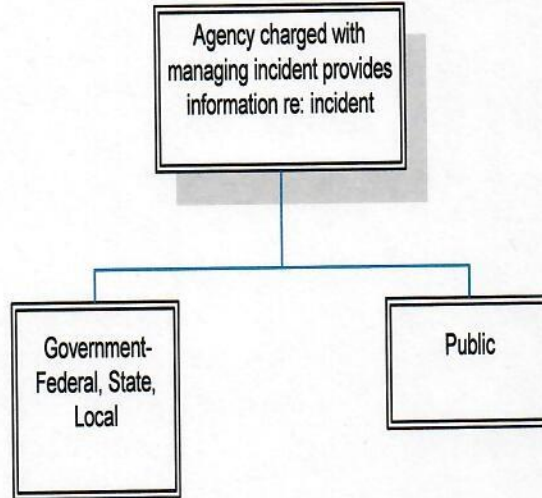 Agency charged with
managing incident provides
information re: incident
Government-
Federal, State,
Local
Public